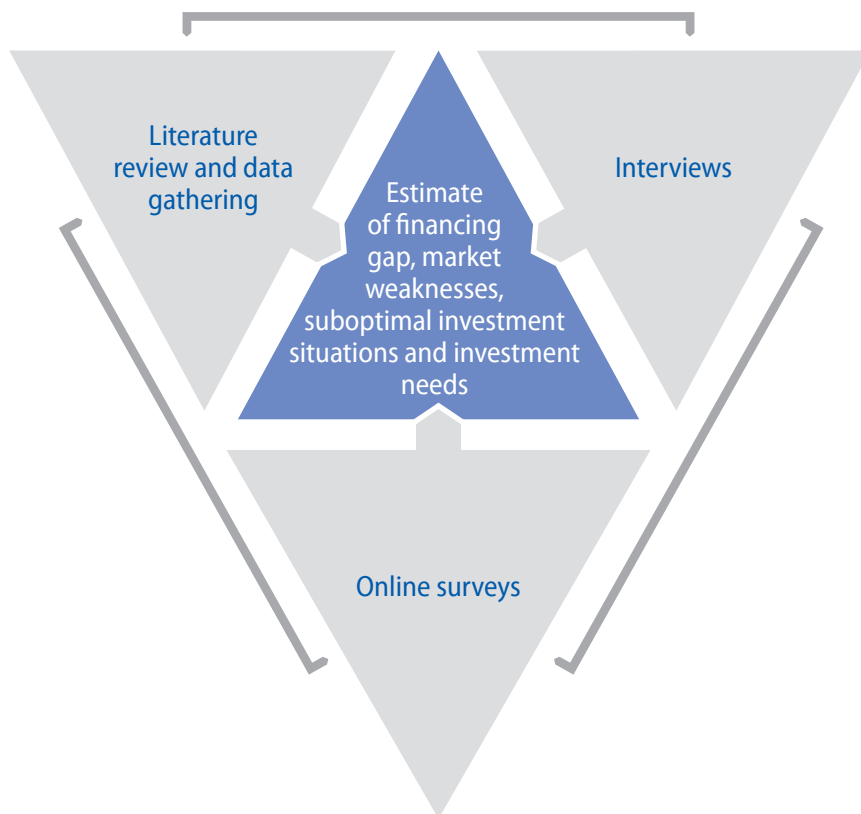 Literature
review and data
gathering
Interviews
Estimate
of financing
gap, market
weaknesses,
suboptimal investment
situations and investment
needs
Online surveys